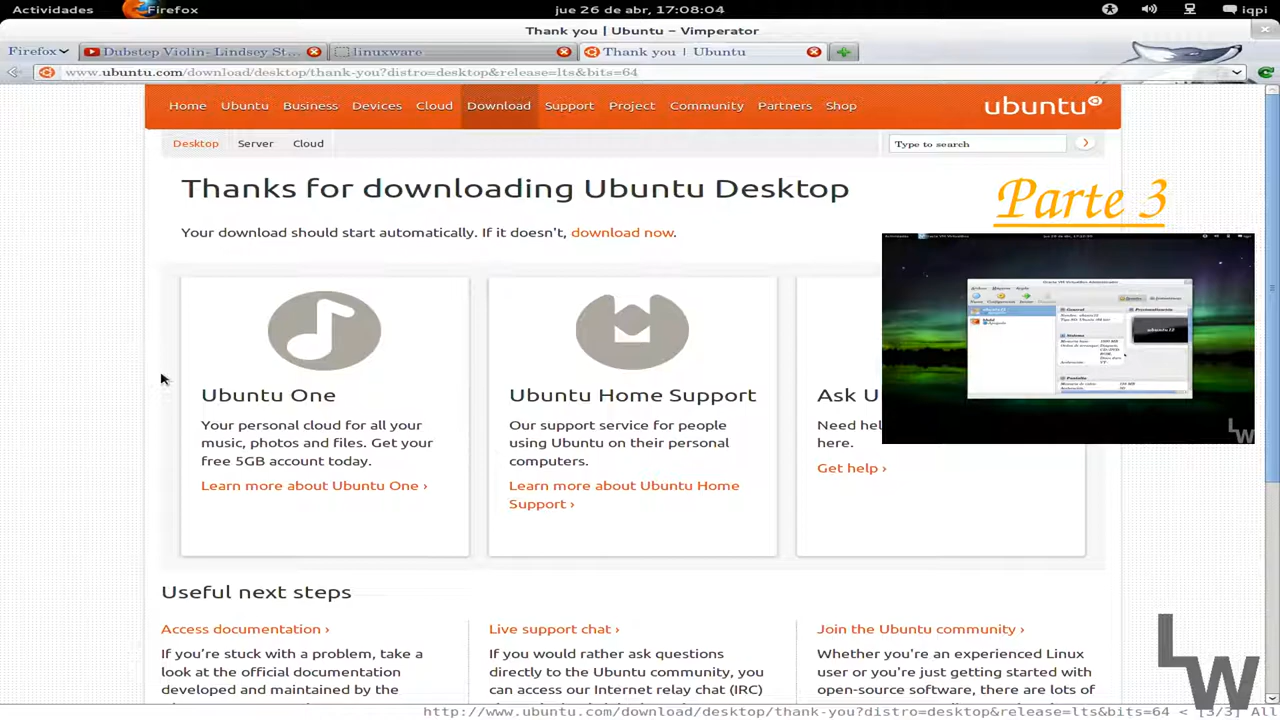 Actividades
Firefox
jue 26 de abr, 17:08:04
iqpi
Thank you | Ubuntu – Vimperator
Firefox
Dubstep Violin- Lindsey St...
linuxware
Thank you | Ubuntu
www.ubuntu.com/download/desktop/thank-you?distro=desktop&release=lts&bits=64
Home Ubuntu Business Devices Cloud Download Support Project Community Partners Shop
ubuntu
Desktop Server Cloud
Type to search
Thanks for downloading Ubuntu Desktop
Parte 3
Your download should start automatically. If it doesn't, download now.
Ubuntu One
Your personal cloud for all your
music, photos and files. Get your
free 5GB account today.
Learn more about Ubuntu One ›
Ubuntu Home Support
Our support service for people
using Ubuntu on their personal
computers.
Learn more about Ubuntu Home
Support ›
Ask U
Need hel
here.
Get help ›
LW
Useful next steps
Access documentation ›
If you're stuck with a problem, take a
look at the official documentation
developed and maintained by the
Live support chat ›
If you would rather ask questions
directly to the Ubuntu community, you
can access our Internet relay chat (IRC)
Join the Ubuntu community ›
Whether you're an experienced Linux
user or you're just getting started with
open-source software, there are lots of
LW
http://www.ubuntu.com/download/desktop/thank-you?distro=desktop&release=lts&bits=64 < [3/3] All